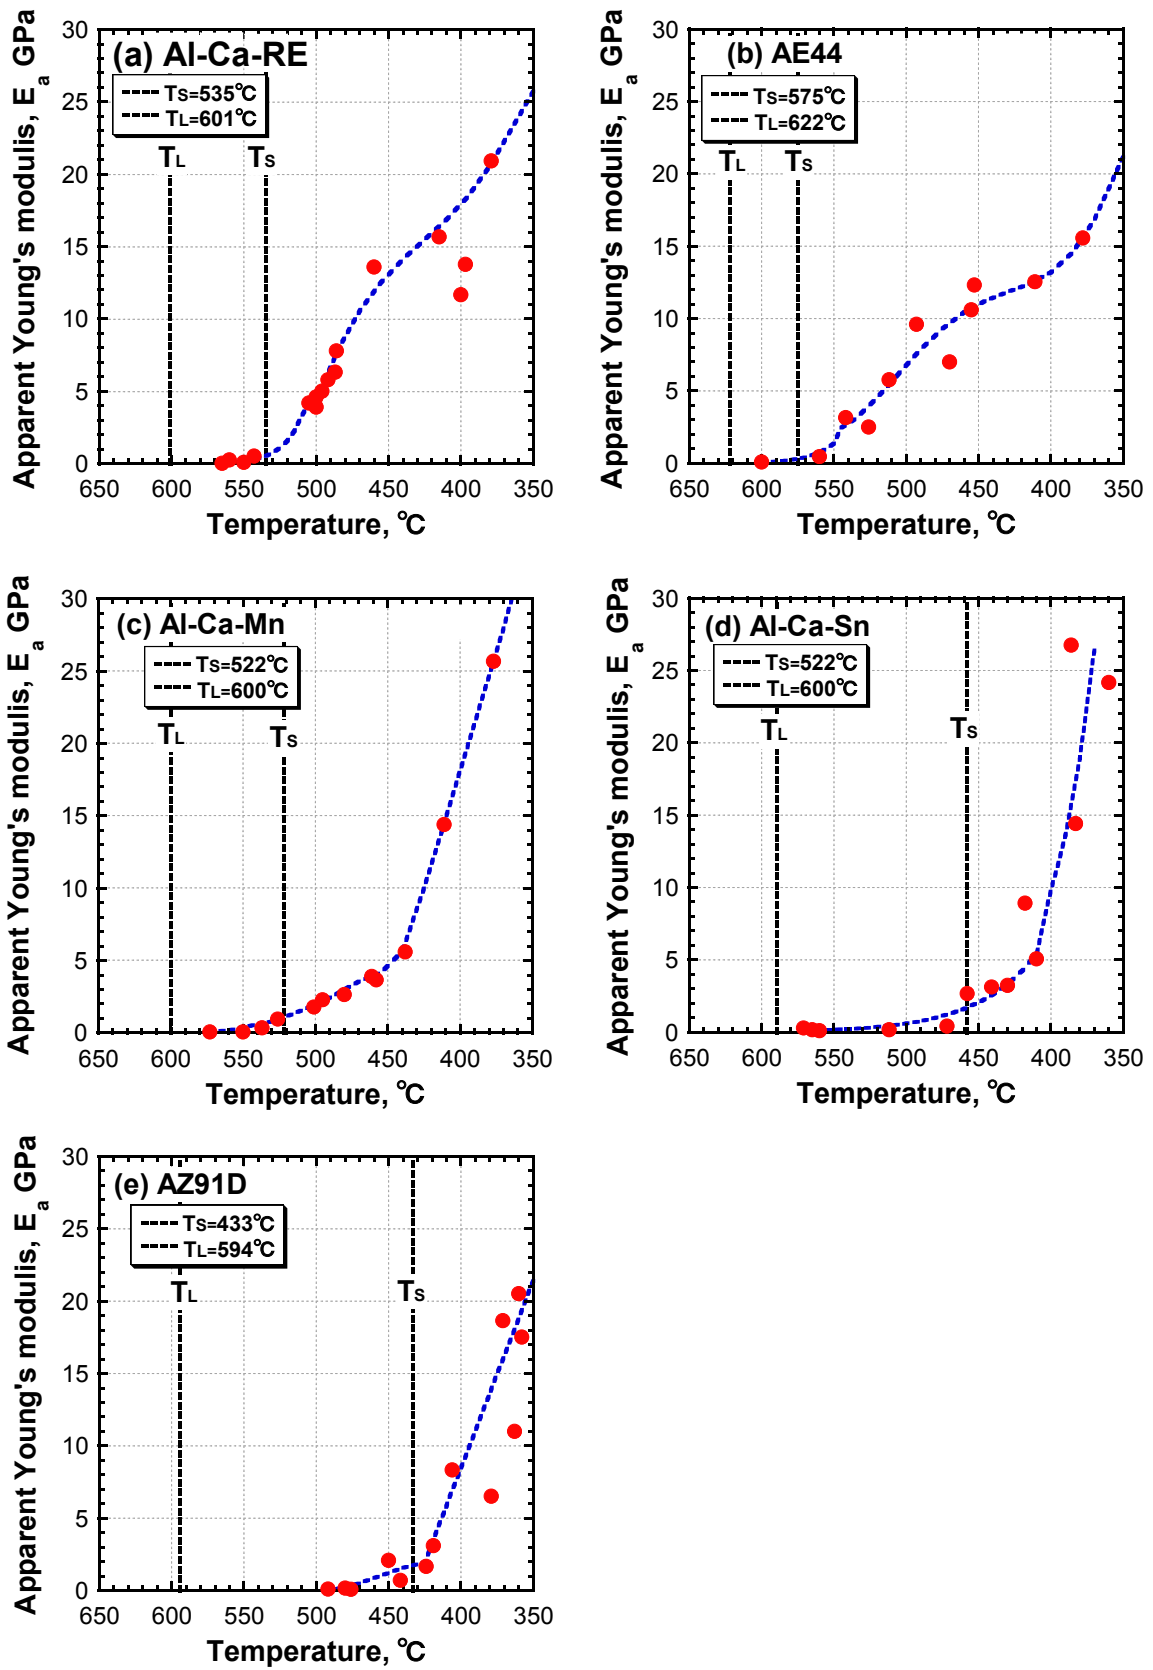 (a) Al-Ca-RE
TS=535℃
TL=601℃
TL
TS
30
25
20
15
10
5
0
650
600
550
500
450
400
350
Apparent Young's modulis, Ea GPa
Temperature, ℃
(b) AE44
TS=575℃
TL=622℃
TL
TS
30
25
20
15
10
5
0
650
600
550
500
450
400
350
Apparent Young's modulis, Ea GPa
Temperature, ℃
(c) Al-Ca-Mn
TS=522℃
TL=600℃
TL
TS
30
25
20
15
10
5
0
650
600
550
500
450
400
350
Apparent Young's modulis, Ea GPa
Temperature, ℃
(d) Al-Ca-Sn
TS=522℃
TL=600℃
TL
TS
30
25
20
15
10
5
0
650
600
550
500
450
400
350
Apparent Young's modulis, Ea GPa
Temperature, ℃
(e) AZ91D
TS=433℃
TL=594℃
TL
TS
30
25
20
15
10
5
0
650
600
550
500
450
400
350
Apparent Young's modulis, Ea GPa
Temperature, ℃